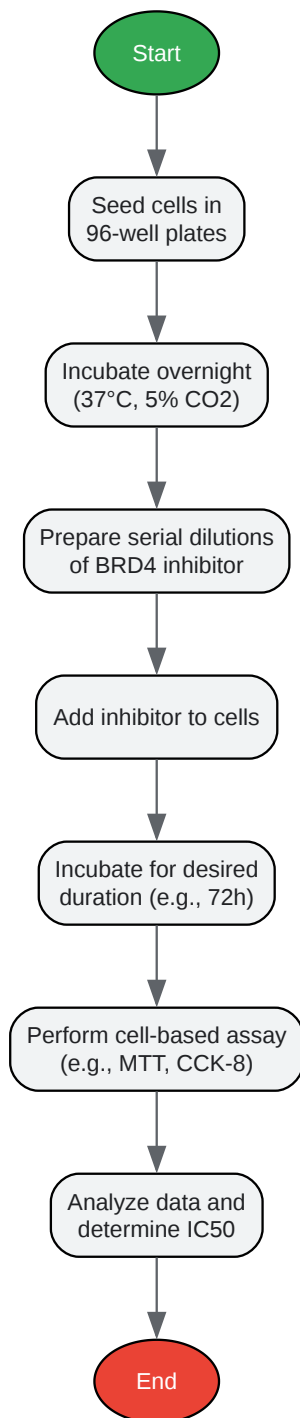 Start
Seed cells in
96-well plates
Incubate overnight
(37°C, 5% CO2)
Prepare serial dilutions
of BRD4 inhibitor
Add inhibitor to cells
Incubate for desired
duration (e.g., 72h)
Perform cell-based assay
(e.g., MTT, CCK-8)
Analyze data and
determine IC50
End